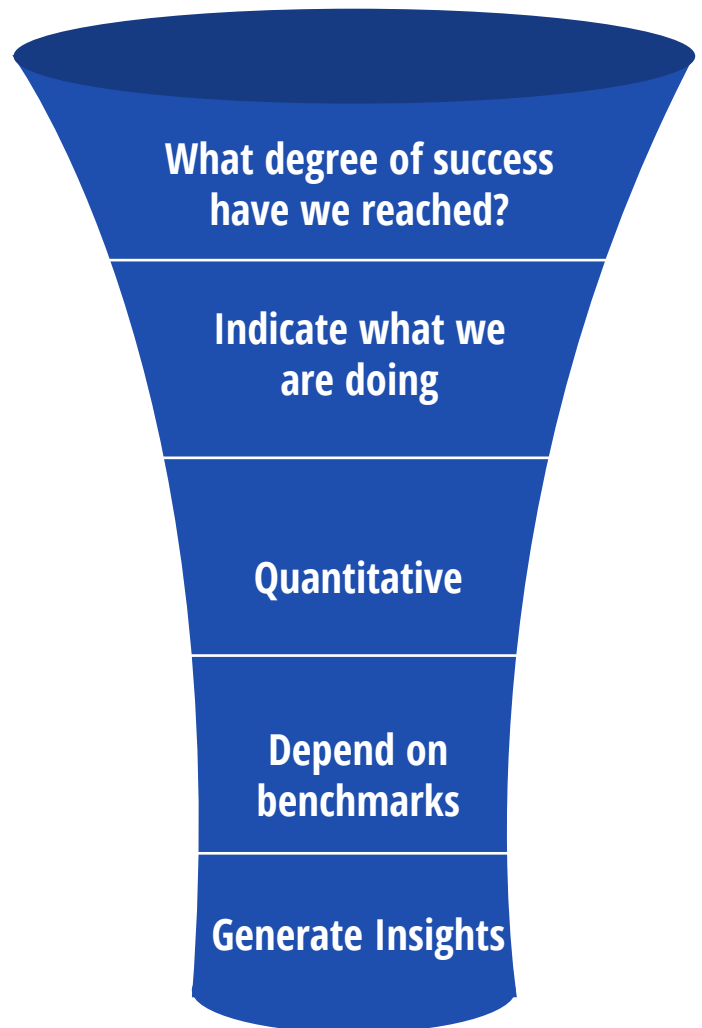 What degree of success
have we reached?
Indicate what we
are doing
Quantitative
Depend on
benchmarks
Generate Insights